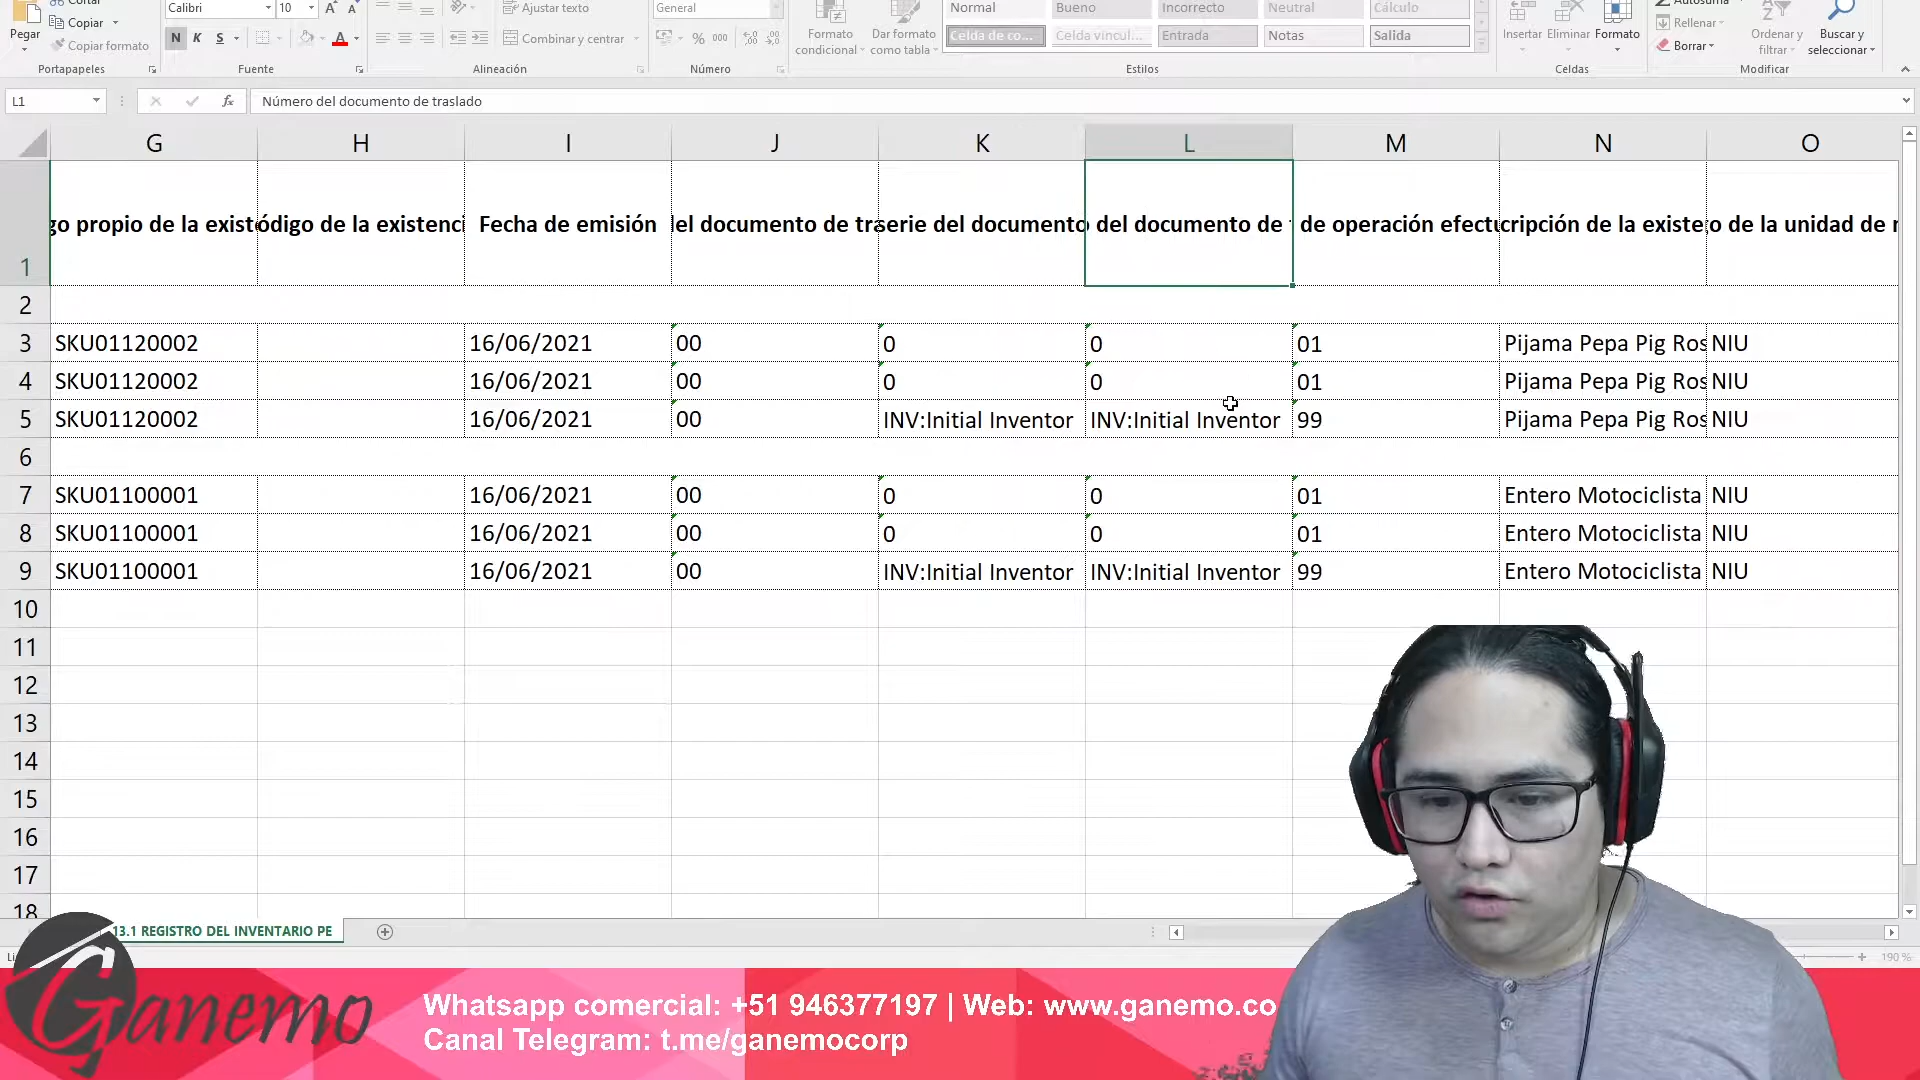 Cortar
Copiar
Pegar
Copiar formato
Portapapeles
Calibri
10
A
A
N K S
A
Fuente
Ajustar texto
Combinar y centrar
Alineación
General
% 000
Número
Formato condicional
Dar formato como tabla
Normal Bueno Incorrecto Neutral Cálculo
Celda de co... Celda vincul... Entrada Notas Salida
Estilos
Insertar Eliminar Formato
Celdas
Autosuma
Rellenar
Borrar
Ordenar y filtrar
Buscar y seleccionar
Modificar
L1
fx
Número del documento de traslado
G H I J K L M N O
1 go propio de la exist ódigo de la existenci Fecha de emisión del documento de tra serie del documento del documento de de operación efectu cripción de la existe o de la unidad de
2
3 SKU01120002 16/06/2021 00 0 0 01 Pijama Pepa Pig Ros NIU
4 SKU01120002 16/06/2021 00 0 0 01 Pijama Pepa Pig Ros NIU
5 SKU01120002 16/06/2021 00 INV:Initial Inventor INV:Initial Inventor 99 Pijama Pepa Pig Ros NIU
6
7 SKU01100001 16/06/2021 00 0 0 01 Entero Motociclista NIU
8 SKU01100001 16/06/2021 00 0 0 01 Entero Motociclista NIU
9 SKU01100001 16/06/2021 00 INV:Initial Inventor INV:Initial Inventor 99 Entero Motociclista NIU
10
11
12
13
14
15
16
17
18
13.1 REGISTRO DEL INVENTARIO PE
190 %
Ganemo
Whatsapp comercial: +51 946377197 | Web: www.ganemo.co
Canal Telegram: t.me/ganemocorp